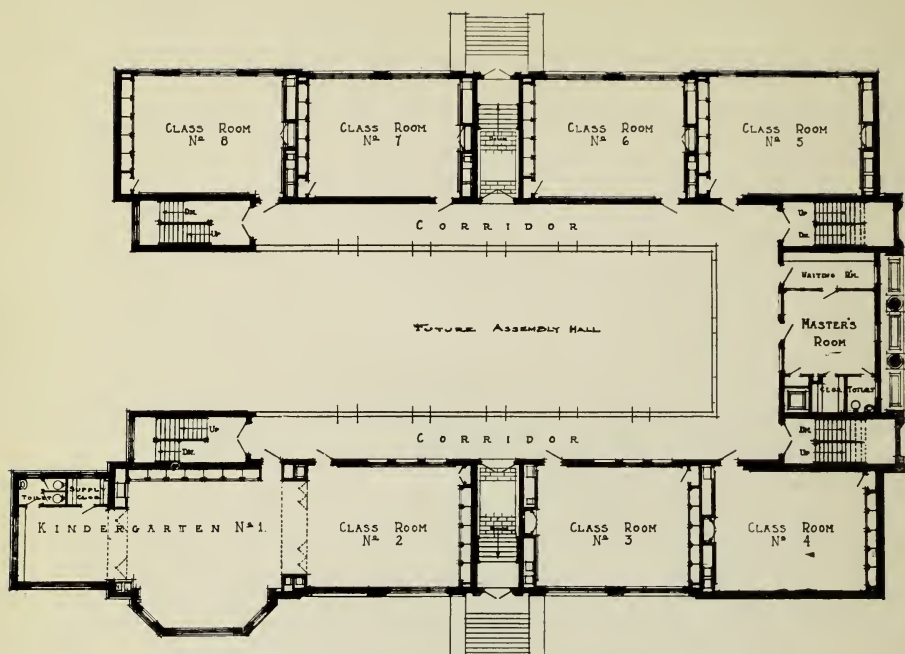 CLASS ROOM
Nº 8
CLASS ROOM
Nº 7
CLASS ROOM
Nº 6
CLASS ROOM
Nº 5
DN.
UP
CORRIDOR
UP
DN.
WAITING R'M.
FUTURE ASSEMBLY HALL
MASTER'S
ROOM
CLOS.
TOILET
UP
DN.
CORRIDOR
DN.
UP
TOILET
SUPPLY
CLOS.
KINDERGARTEN Nº 1.
CLASS ROOM
Nº 2
CLASS ROOM
Nº 3
CLASS ROOM
Nº 4